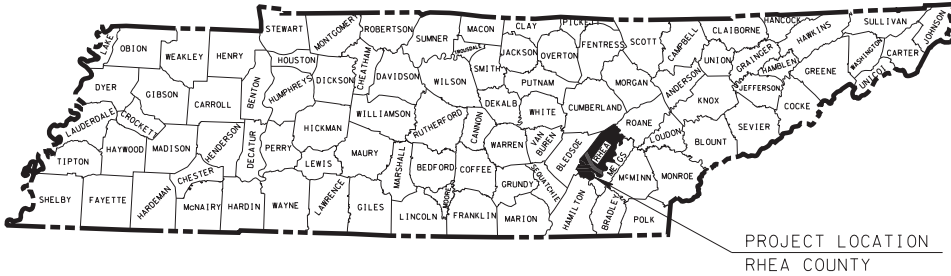 STEWART MONTGOMERY ROBERTSON SUMNER MACON CLAY PICKETT FENTRESS SCOTT CAMPBELL CLAIBORNE HANCOCK HAWKINS SULLIVAN JOHNSON
LAKE OBION WEAKLEY HENRY HOUSTON CHEATHAM TROUSDALE JACKSON OVERTON UNION GRAINGER HAMBLEN WASHINGTON CARTER
DYER GIBSON CARROLL BENTON HUMPHREYS DICKSON DAVIDSON WILSON SMITH PUTNAM MORGAN ANDERSON KNOX JEFFERSON GREENE UNICOI
LAUDERDALE CROCKETT WILLIAMSON RUTHERFORD DEKALB WHITE CUMBERLAND ROANE COCKE
HAYWOOD MADISON HENDERSON DECATUR PERRY HICKMAN CANNON WARREN VAN BUREN BLEDSOE RHEA MEIGS LOUDON BLOUNT SEVIER
TIPTON CHESTER LEWIS MAURY MARSHALL BEDFORD COFFEE SEQUATCHIE McMINN MONROE
SHELBY FAYETTE HARDEMAN McNAIRY HARDIN WAYNE LAWRENCE GILES LINCOLN MOORE FRANKLIN GRUNDY MARION HAMILTON BRADLEY POLK
PROJECT LOCATION
RHEA COUNTY